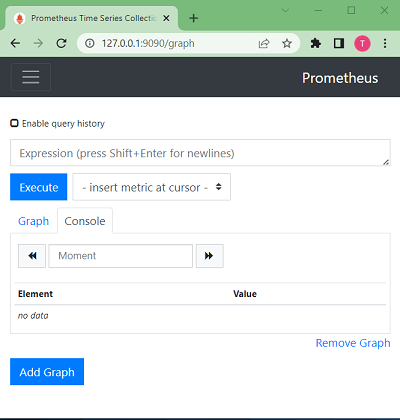 Prometheus Time Series Collectio
127.0.0.1:9090/graph
T
Prometheus
Enable query history
Expression (press Shift+Enter for newlines)
Execute
- insert metric at cursor -
Graph
Console
Moment
Element Value
no data
Remove Graph
Add Graph